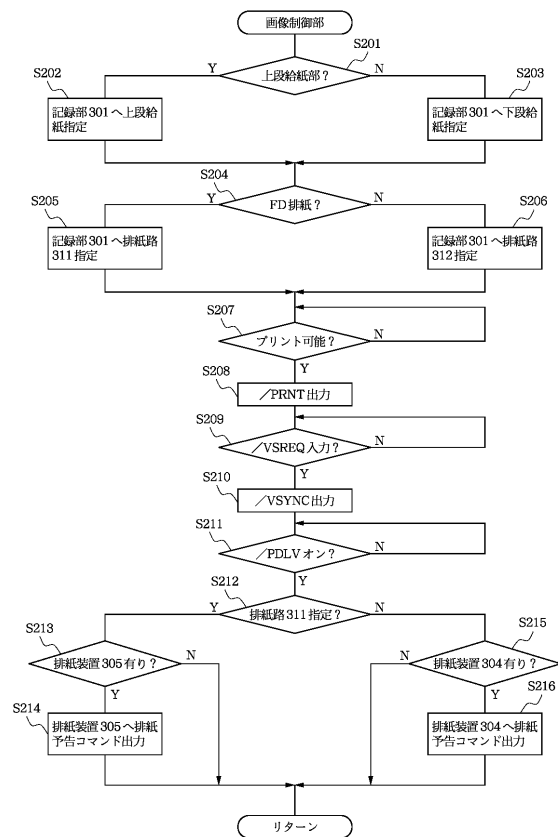 画像制御部
S201
上段給紙部？
Y
N
S202
記録部301へ上段給
紙指定
S203
記録部301へ下段給
紙指定
S204
FD排紙？
Y
N
S205
記録部301へ排紙路
311指定
S206
記録部301へ排紙路
312指定
S207
プリント可能？
N
Y
S208
／PRNT出力
S209
／VSREQ入力？
N
Y
S210
／VSYNC出力
S211
／PDLVオン？
N
Y
S212
排紙路311指定？
Y
N
S213
排紙装置305有り？
N
Y
S214
排紙装置305へ排紙
予告コマンド出力
S215
排紙装置304有り？
N
Y
S216
排紙装置304へ排紙
予告コマンド出力
リターン